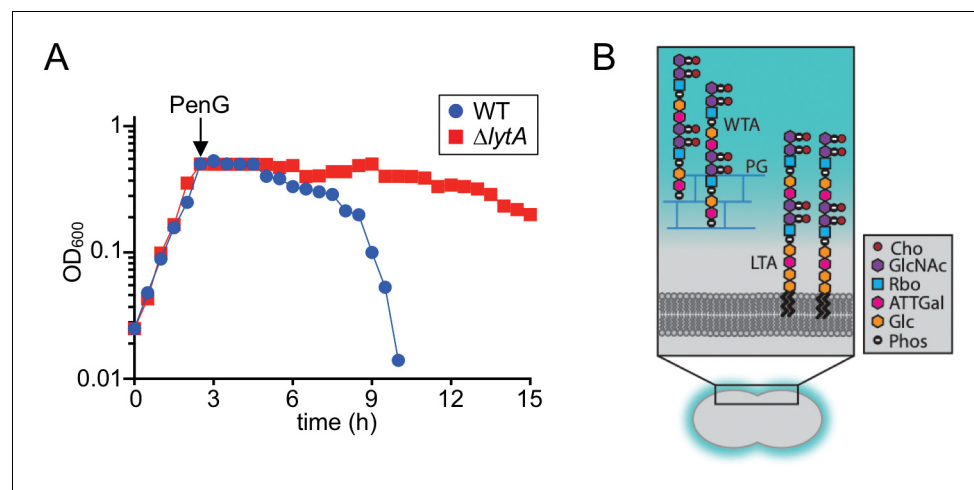 A
PenG
WT
ΔlytA
1
0.1
0.01
OD600
0 3 6 9 12 15
time (h)
B
WTA
PG
LTA
Cho
GlcNAc
Rbo
ATTGal
Glc
Phos